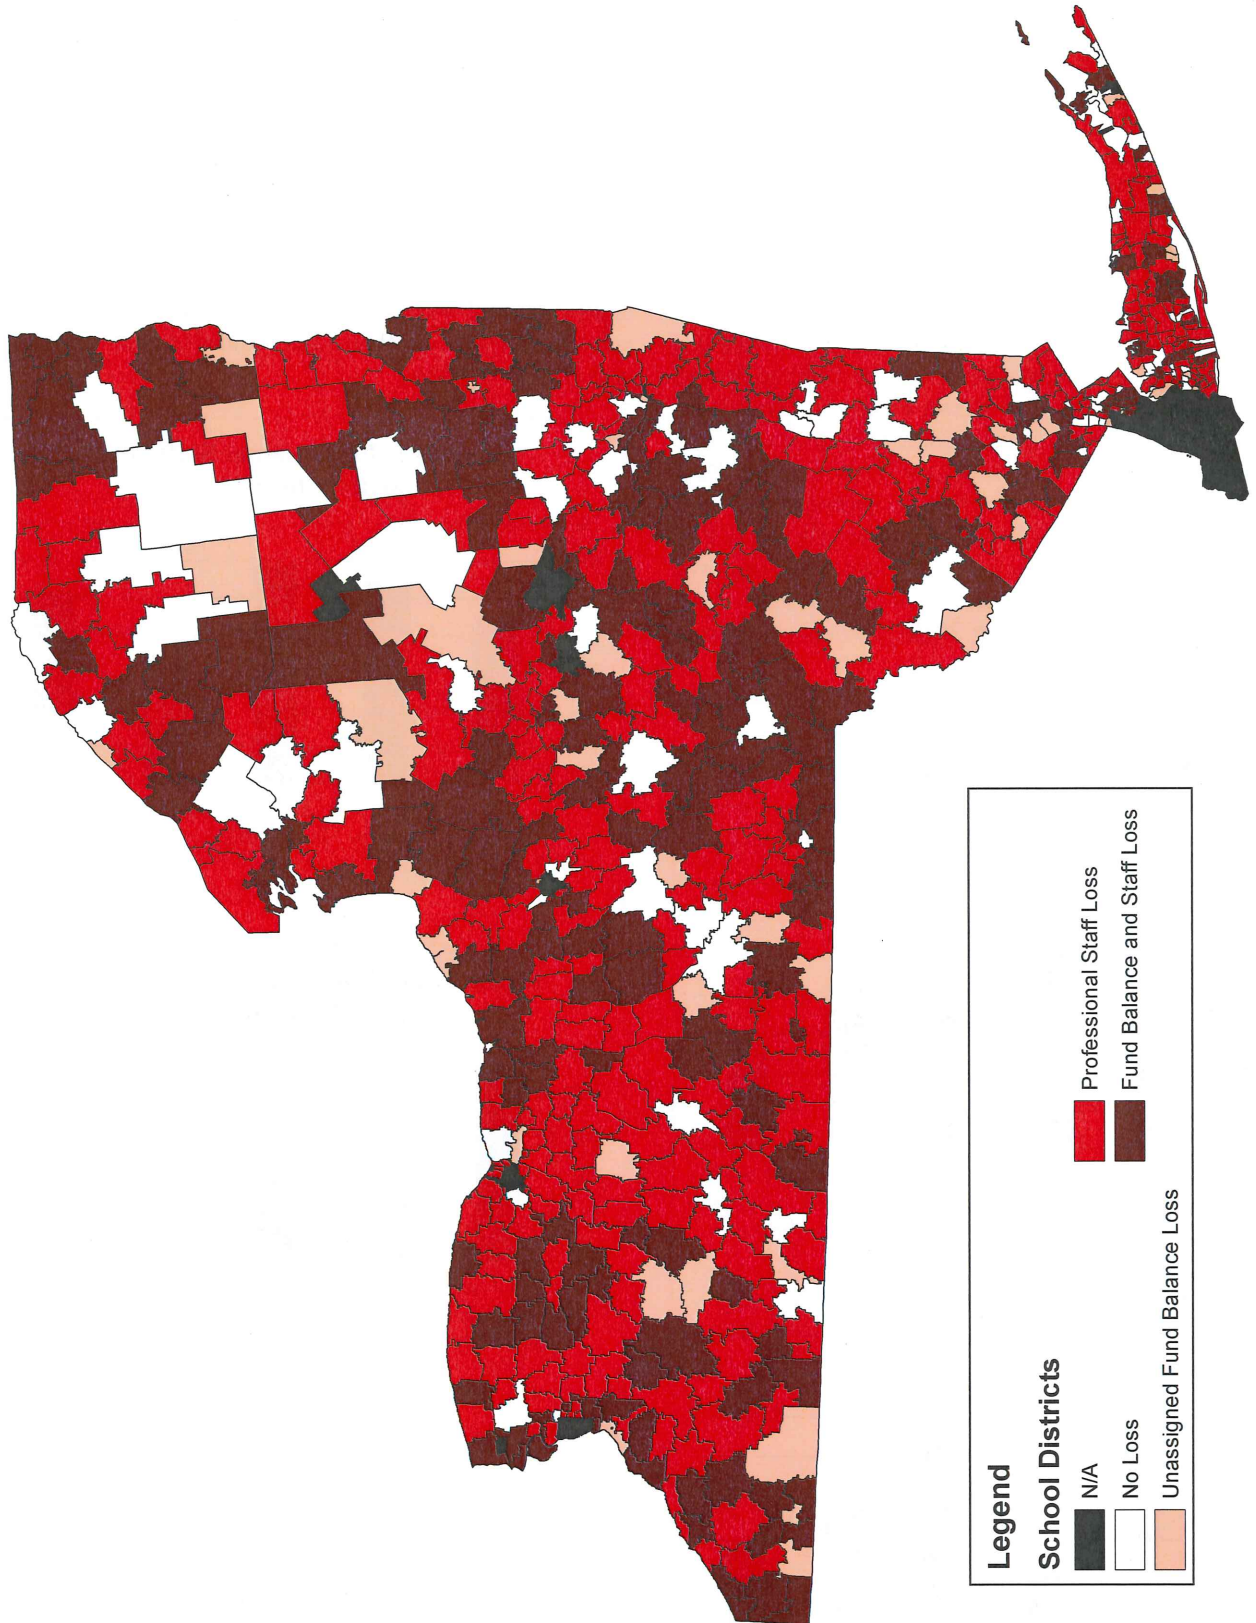 Legend
School Districts
N/A
No Loss
Unassigned Fund Balance Loss
Professional Staff Loss
Fund Balance and Staff Loss